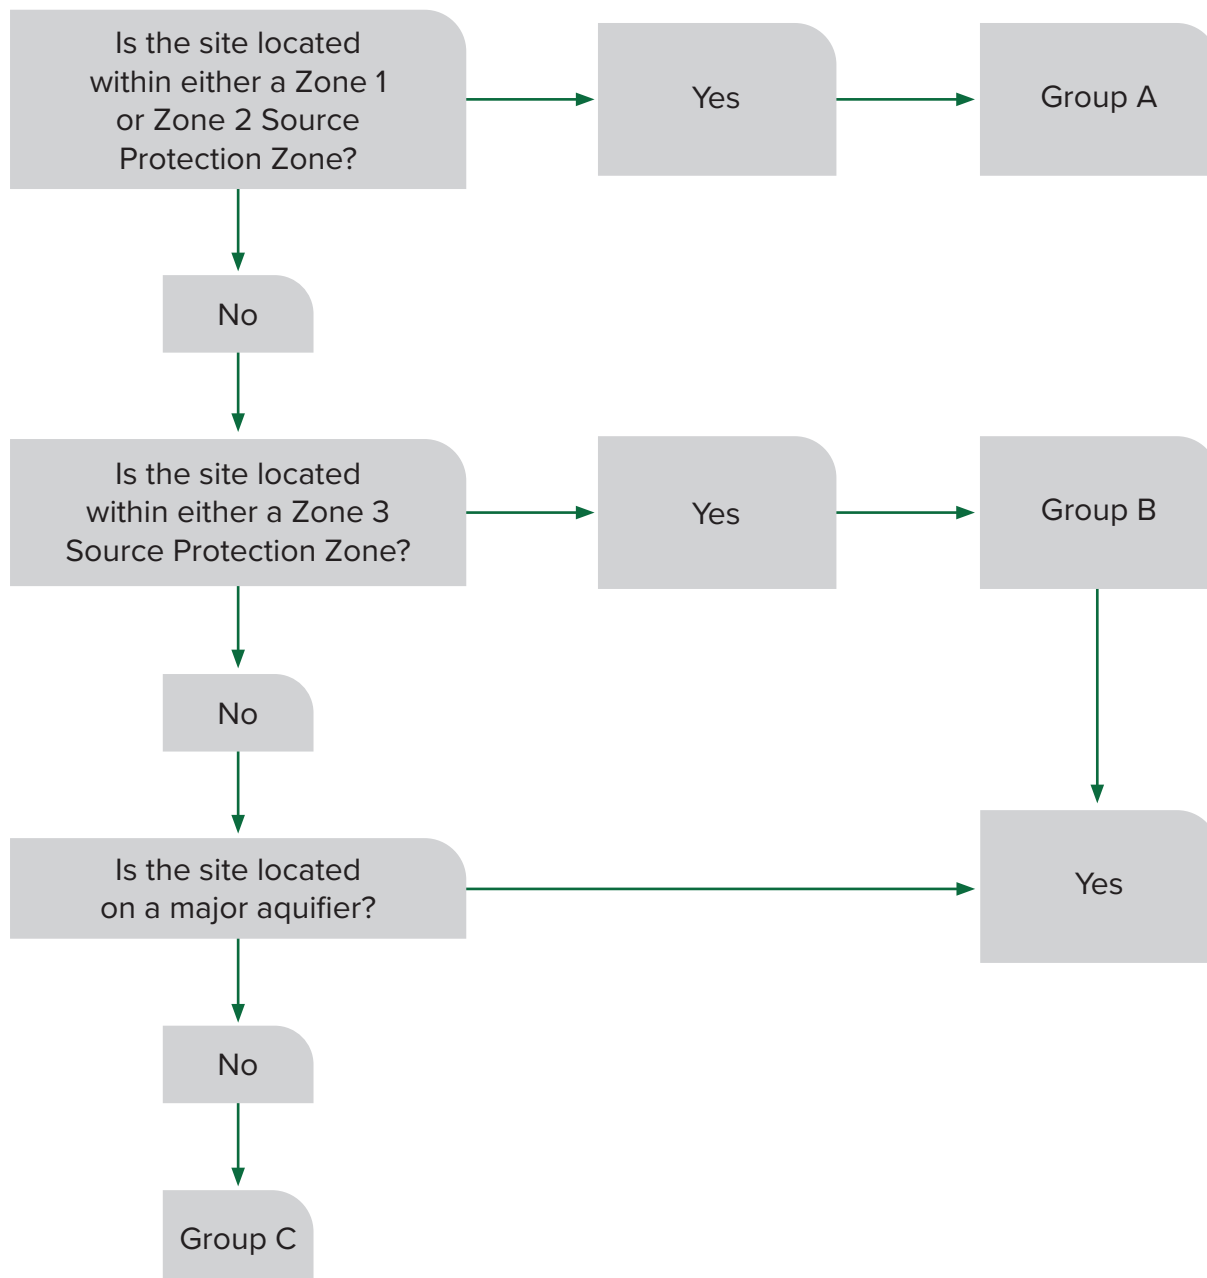 Is the site located
within either a Zone 1
or Zone 2 Source
Protection Zone?
Yes
Group A
No
Is the site located
within either a Zone 3
Source Protection Zone?
Yes
Group B
No
Is the site located
on a major aquifier?
Yes
No
Group C